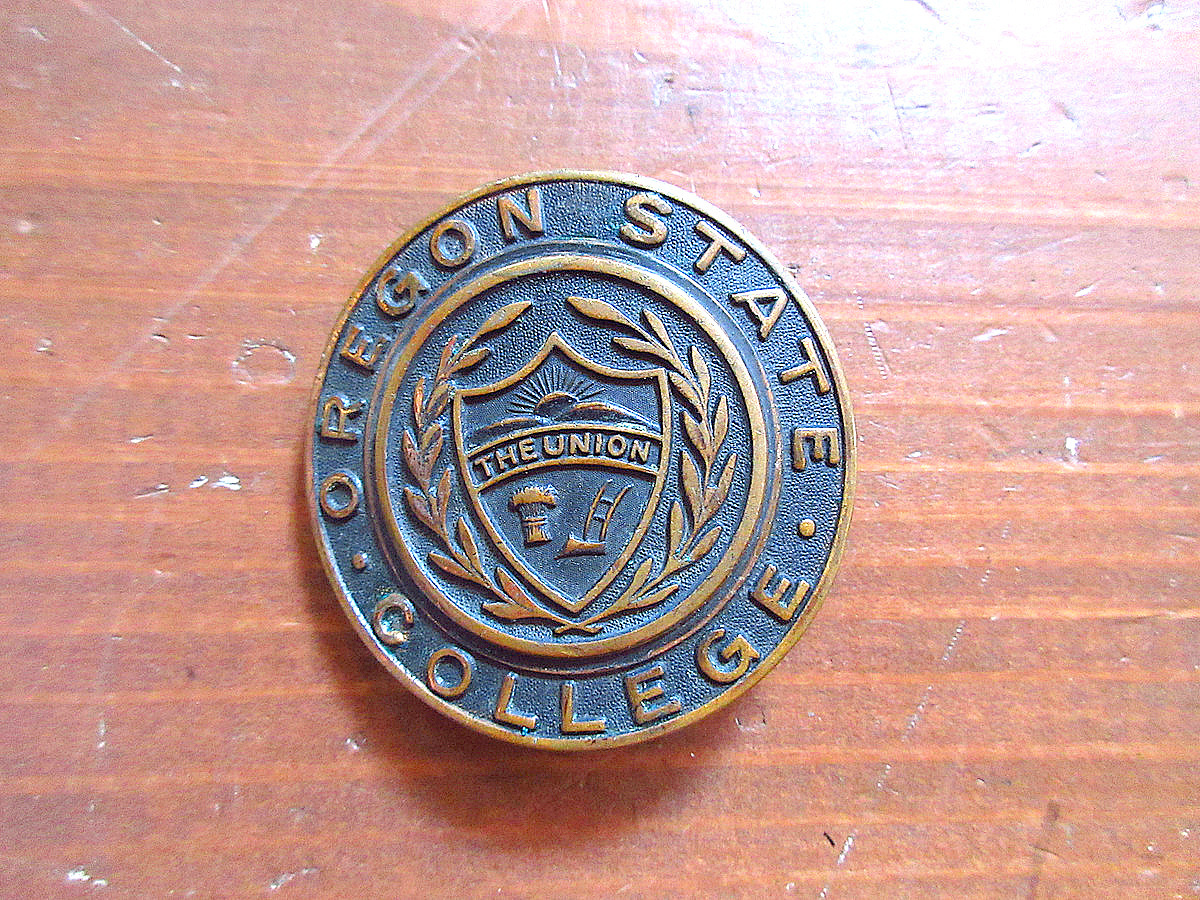 OREGON STATE
THE UNION
· COLLEGE ·